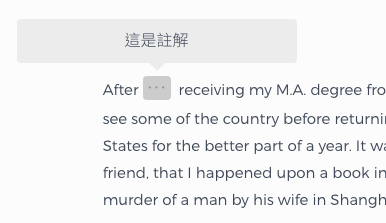 這是註解
After ··· receiving my M.A. degree fro
see some of the country before returni
States for the better part of a year. It wa
friend, that I happened upon a book in
murder of a man by his wife in Shangh